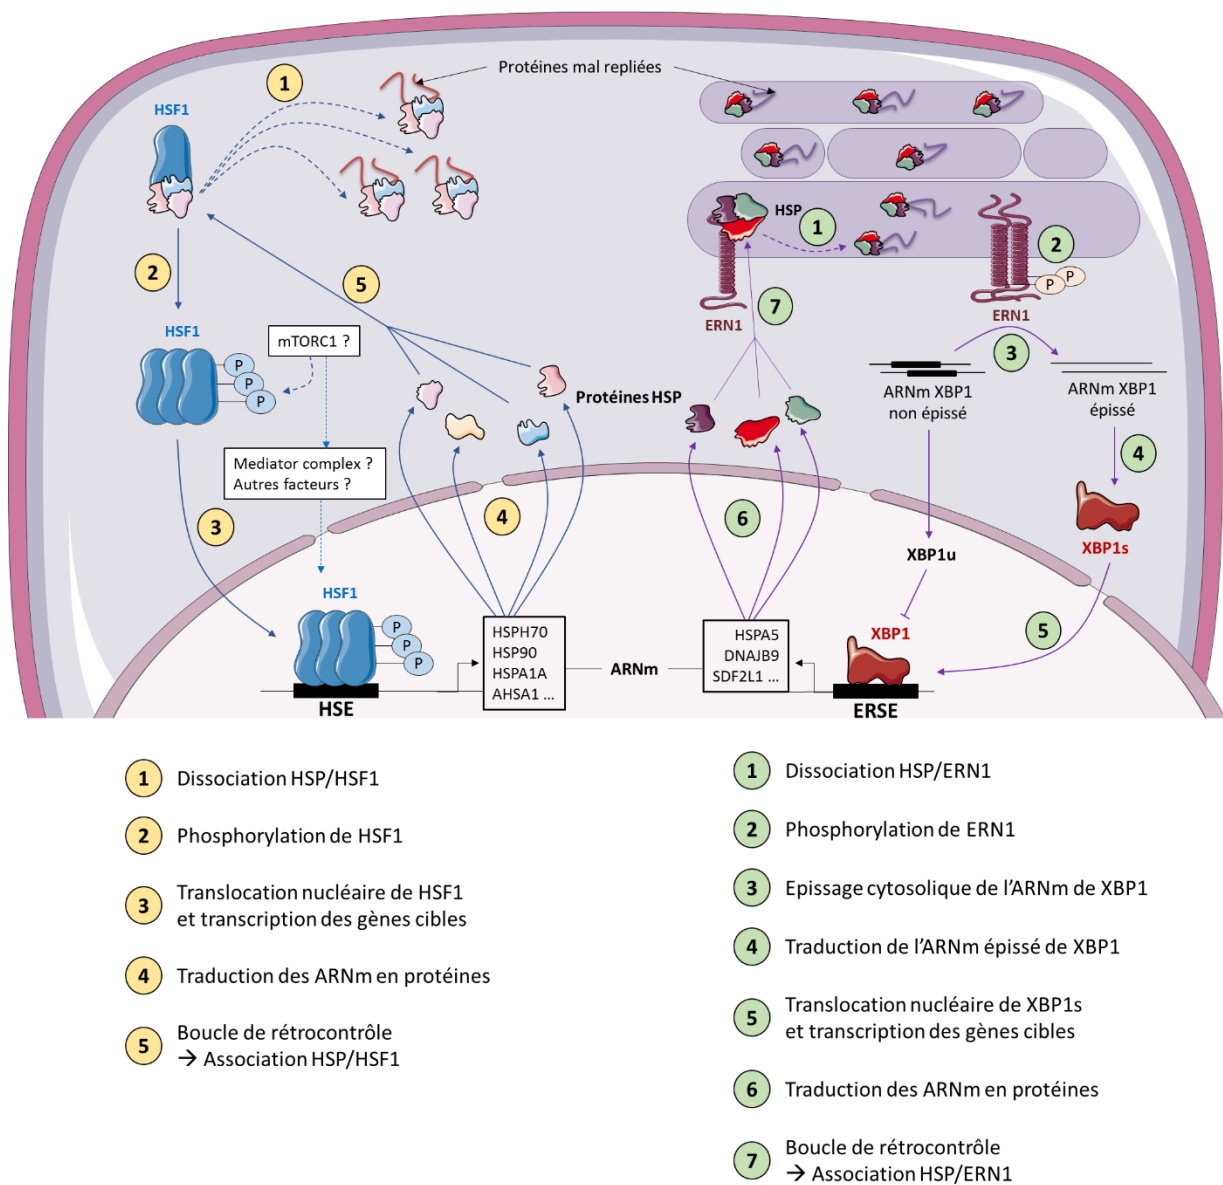 Protéines mal repliées
1
HSF1
HSP
1
2
2
5
P
P
7
ERN1
ERN1
HSF1
mTORC1 ?
3
P
P
P
ARNm XBP1
non épissé
ARNm XBP1
épissé
Protéines HSP
4
Mediator complex ?
Autres facteurs ?
3
4
6
XBP1u
XBP1s
HSF1
P
P
P
HSPH70
HSP90
HSPA1A
AHSA1 ...
ARNm
HSPA5
DNAJB9
SDF2L1 ...
XBP1
5
HSE
ERSE
1 Dissociation HSP/HSF1
2 Phosphorylation de HSF1
3 Translocation nucléaire de HSF1
et transcription des gènes cibles
4 Traduction des ARNm en protéines
5 Boucle de rétrocontrôle
→ Association HSP/HSF1
1 Dissociation HSP/ERN1
2 Phosphorylation de ERN1
3 Epissage cytosolique de l'ARNm de XBP1
4 Traduction de l'ARNm épissé de XBP1
5 Translocation nucléaire de XBP1s
et transcription des gènes cibles
6 Traduction des ARNm en protéines
7 Boucle de rétrocontrôle
→ Association HSP/ERN1